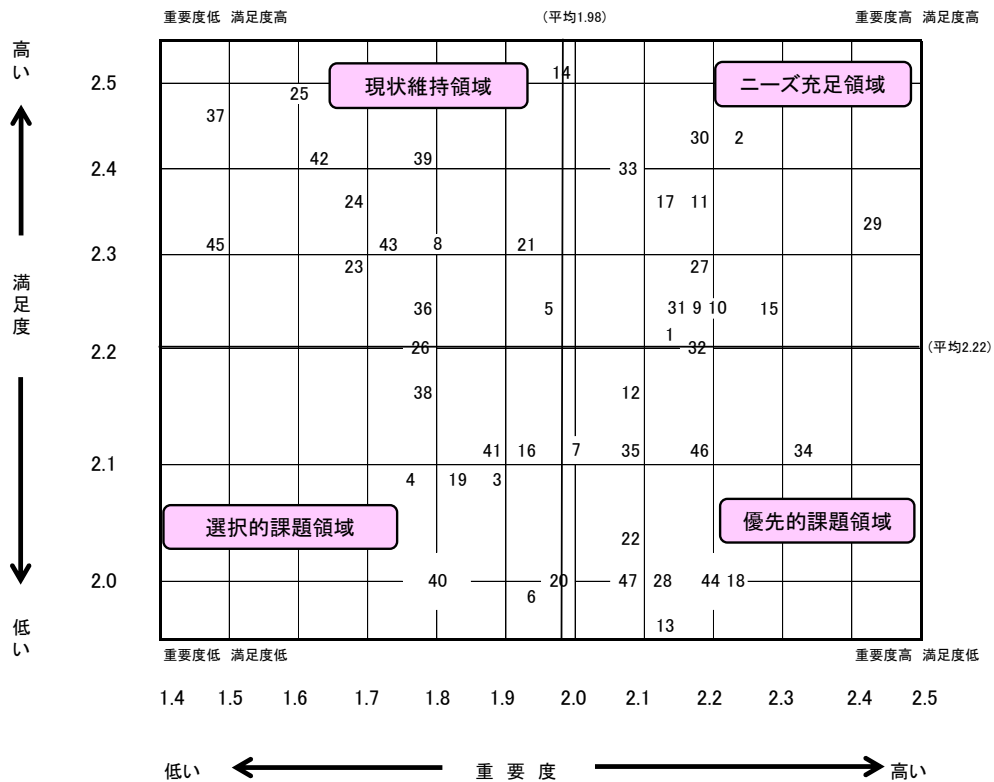 重要度低 満足度高
（平均1.98）
重要度高 満足度高
高い
14
現状維持領域
ニーズ充足領域
2.5
25
37
30 2
42 39
2.4
33
24
17 11
29
45 43 8 21
2.3
23
27
36 5 31 9 10 15
満足度
1
2.2
26 32
（平均2.22）
38 12
41 16 7 35 46 34
2.1
4 19 3
選択的課題領域
優先的課題領域
22
2.0
40 20 47 28 44 18
6
13
低い
重要度低 満足度低
重要度高 満足度低
1.4 1.5 1.6 1.7 1.8 1.9 2.0 2.1 2.2 2.3 2.4 2.5
低い 重要度 高い